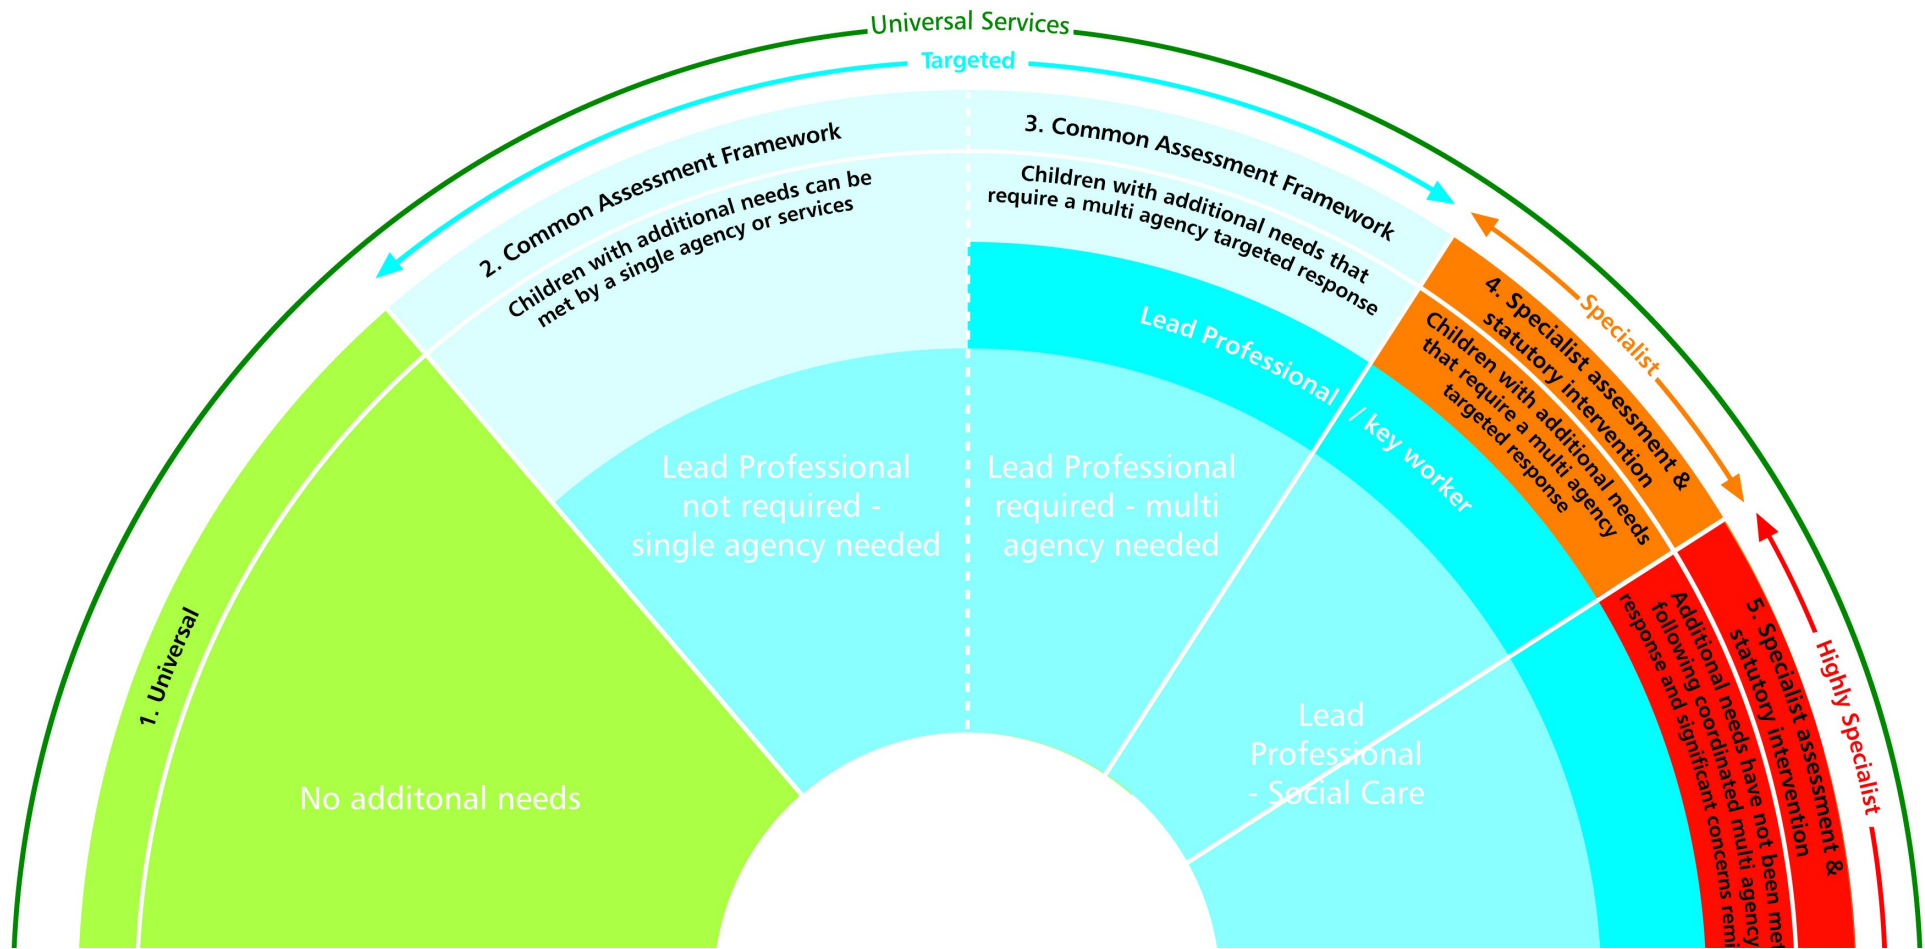 Universal Services
Targeted
2. Common Assessment Framework
Children with additional needs can be
met by a single agency or services
3. Common Assessment Framework
Children with additional needs that
require a multi agency targeted response
Specialist
4. Specialist assessment &
statutory intervention
Children with additional needs
that require a multi agency
targeted response
Highly Specialist
5. Specialist assessment &
statutory intervention
Additional needs have not been met
following coordinated multi agency
response and significant concerns
1. Universal
No additonal needs
Lead Professional
not required -
single agency needed
Lead Professional
required - multi
agency needed
Lead Professional / key worker
Lead
Professional
- Social Care